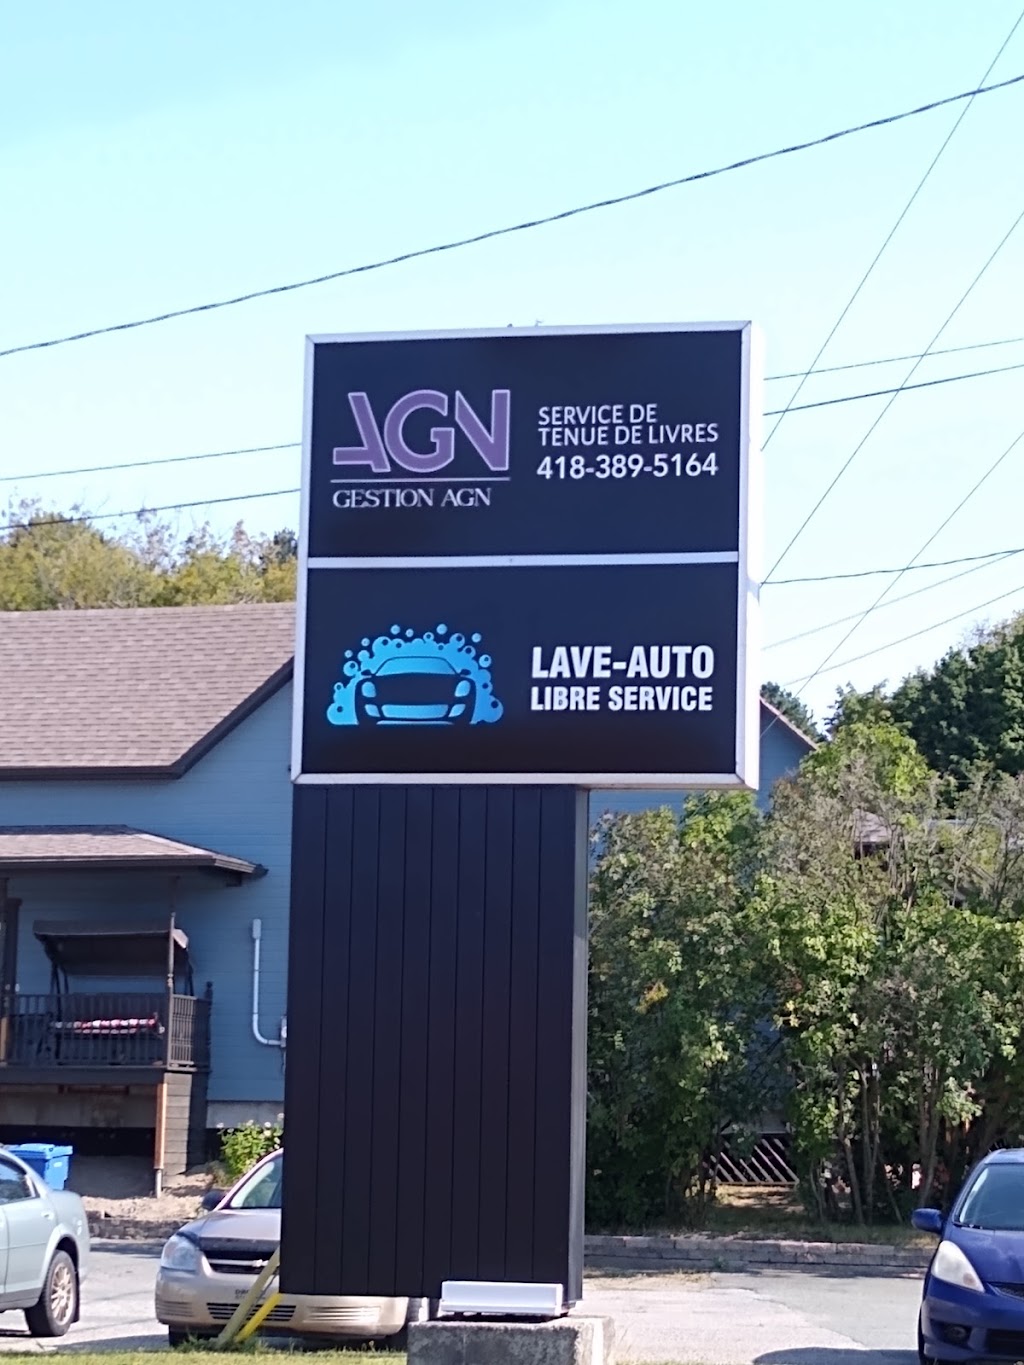 AGN
GESTION AGN
SERVICE DE
TENUE DE LIVRES
418-389-5164
LAVE-AUTO
LIBRE SERVICE